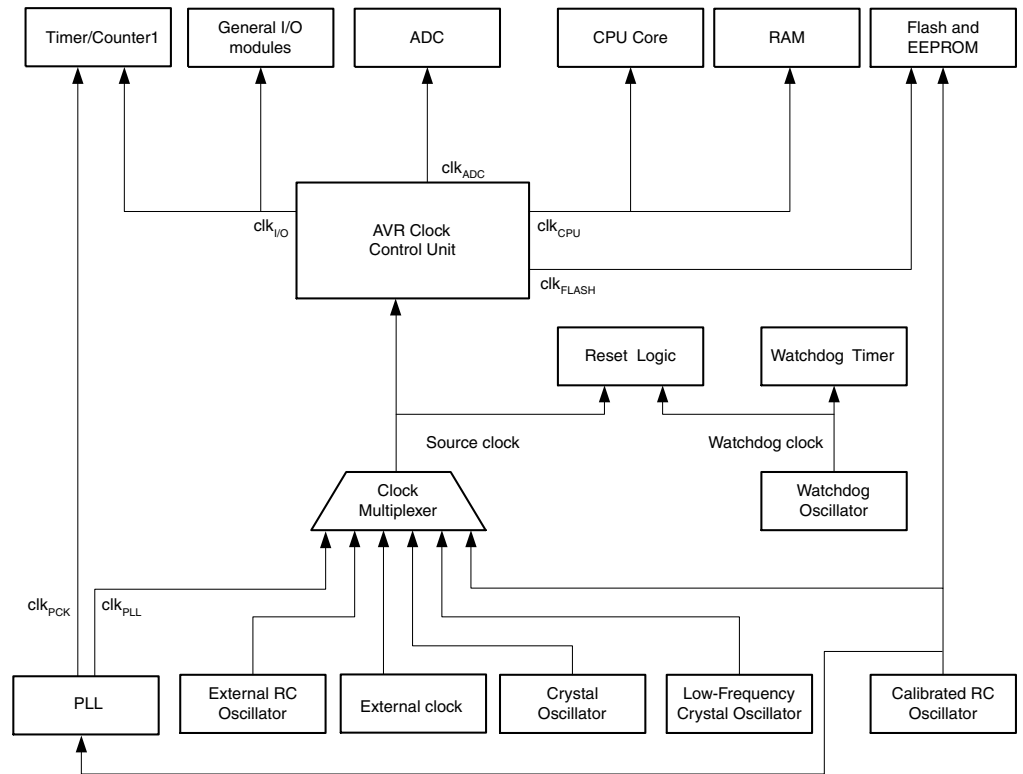 Timer/Counter1
General I/O
modules
ADC
CPU Core
RAM
Flash and
EEPROM
clkADC
clkI/O
AVR Clock
Control Unit
clkCPU
clkFLASH
Reset Logic
Watchdog Timer
Source clock
Watchdog clock
Clock
Multiplexer
Watchdog
Oscillator
clkPCK
clkPLL
PLL
External RC
Oscillator
External clock
Crystal
Oscillator
Low-Frequency
Crystal Oscillator
Calibrated RC
Oscillator